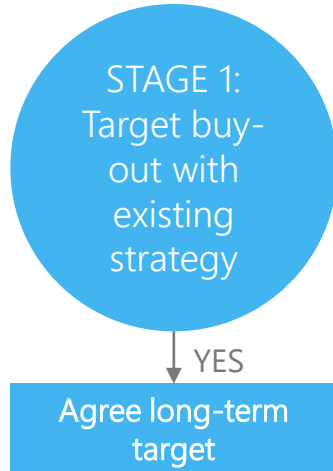 STAGE 1:
Target buy-
out with
existing
strategy
YES
Agree long-term
target